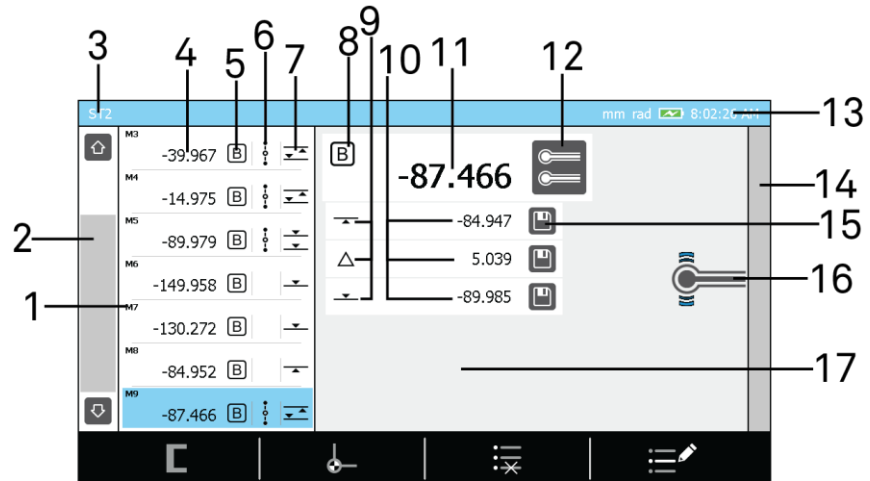 3 4 5 6 7 8 9 10 11 12
ST2 mm rad 8:02:26 AM 13
M3
-39.967 B
B
-87.466
14
M4
-14.975 B
-84.947 15
M5
2 -89.979 B
5.039
M6
-149.958 B
-89.985 16
1 M7
-130.272 B
17
M8
-84.952 B
M9
-87.466 B